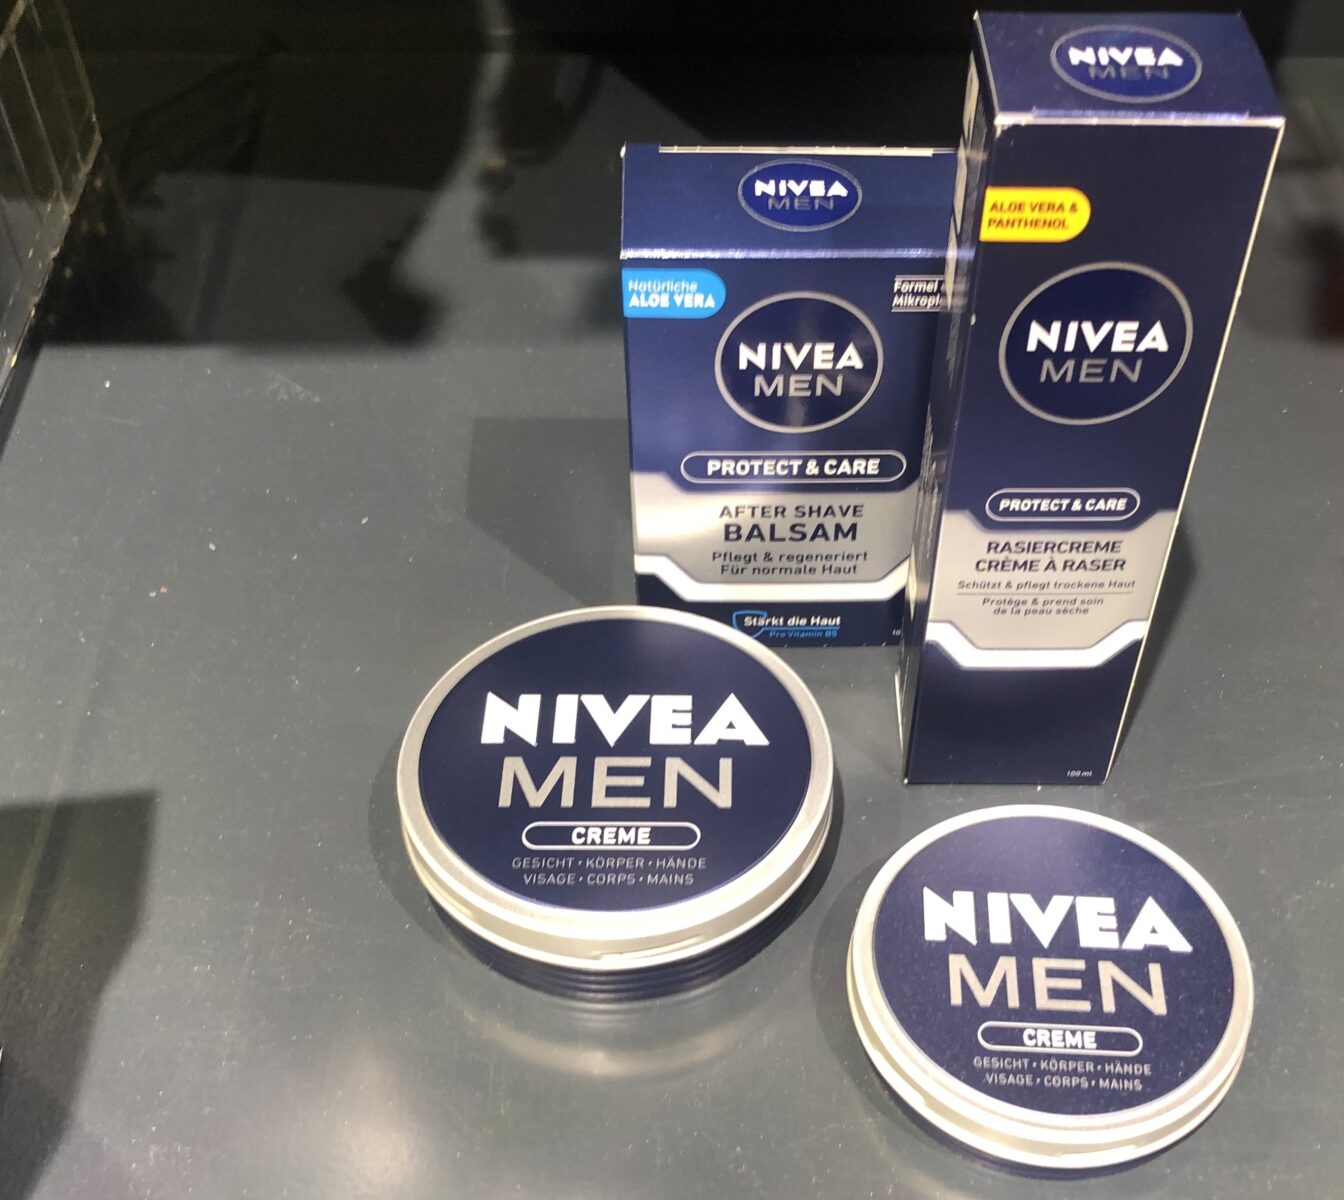 NIVEA
MEN
Natürliche
ALOE VERA
Formel
NIVEA
MEN
PROTECT & CARE
AFTER SHAVE
BALSAM
Pflegt & regeneriert
Für normale Haut
Stärkt die Haut
Pro Vitamin B5
NIVEA
MEN
ALOE VERA &
PANTHENOL
NIVEA
MEN
PROTECT & CARE
RASIERCREME
CRÈME À RASER
Schützt & pflegt trockene Haut
Protège & prend soin
de la peau sèche
100 ml
NIVEA
MEN
CREME
GESICHT • KÖRPER • HÄNDE
VISAGE • CORPS • MAINS
NIVEA
MEN
CREME
GESICHT • KÖRPER • HÄNDE
VISAGE • CORPS • MAINS